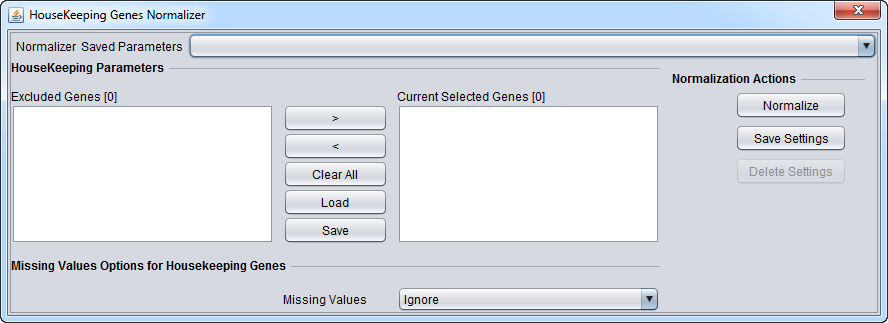 HouseKeeping Genes Normalizer
Normalizer Saved Parameters
HouseKeeping Parameters
Normalization Actions
Excluded Genes [0]
Current Selected Genes [0]
>
<
Clear All
Load
Save
Normalize
Save Settings
Delete Settings
Missing Values Options for Housekeeping Genes
Missing Values Ignore